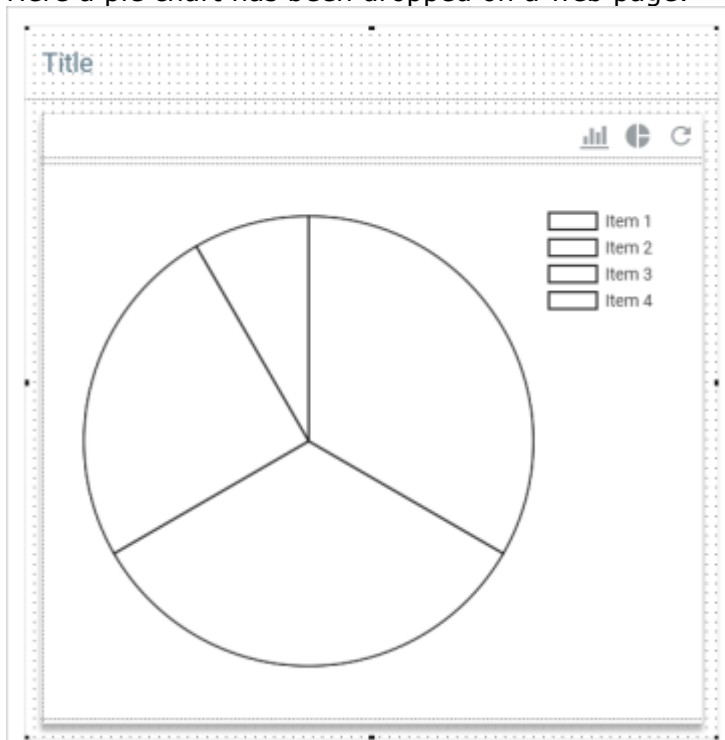 Here a pie chart has been dropped on a web page:
Title
Item 1
Item 2
Item 3
Item 4